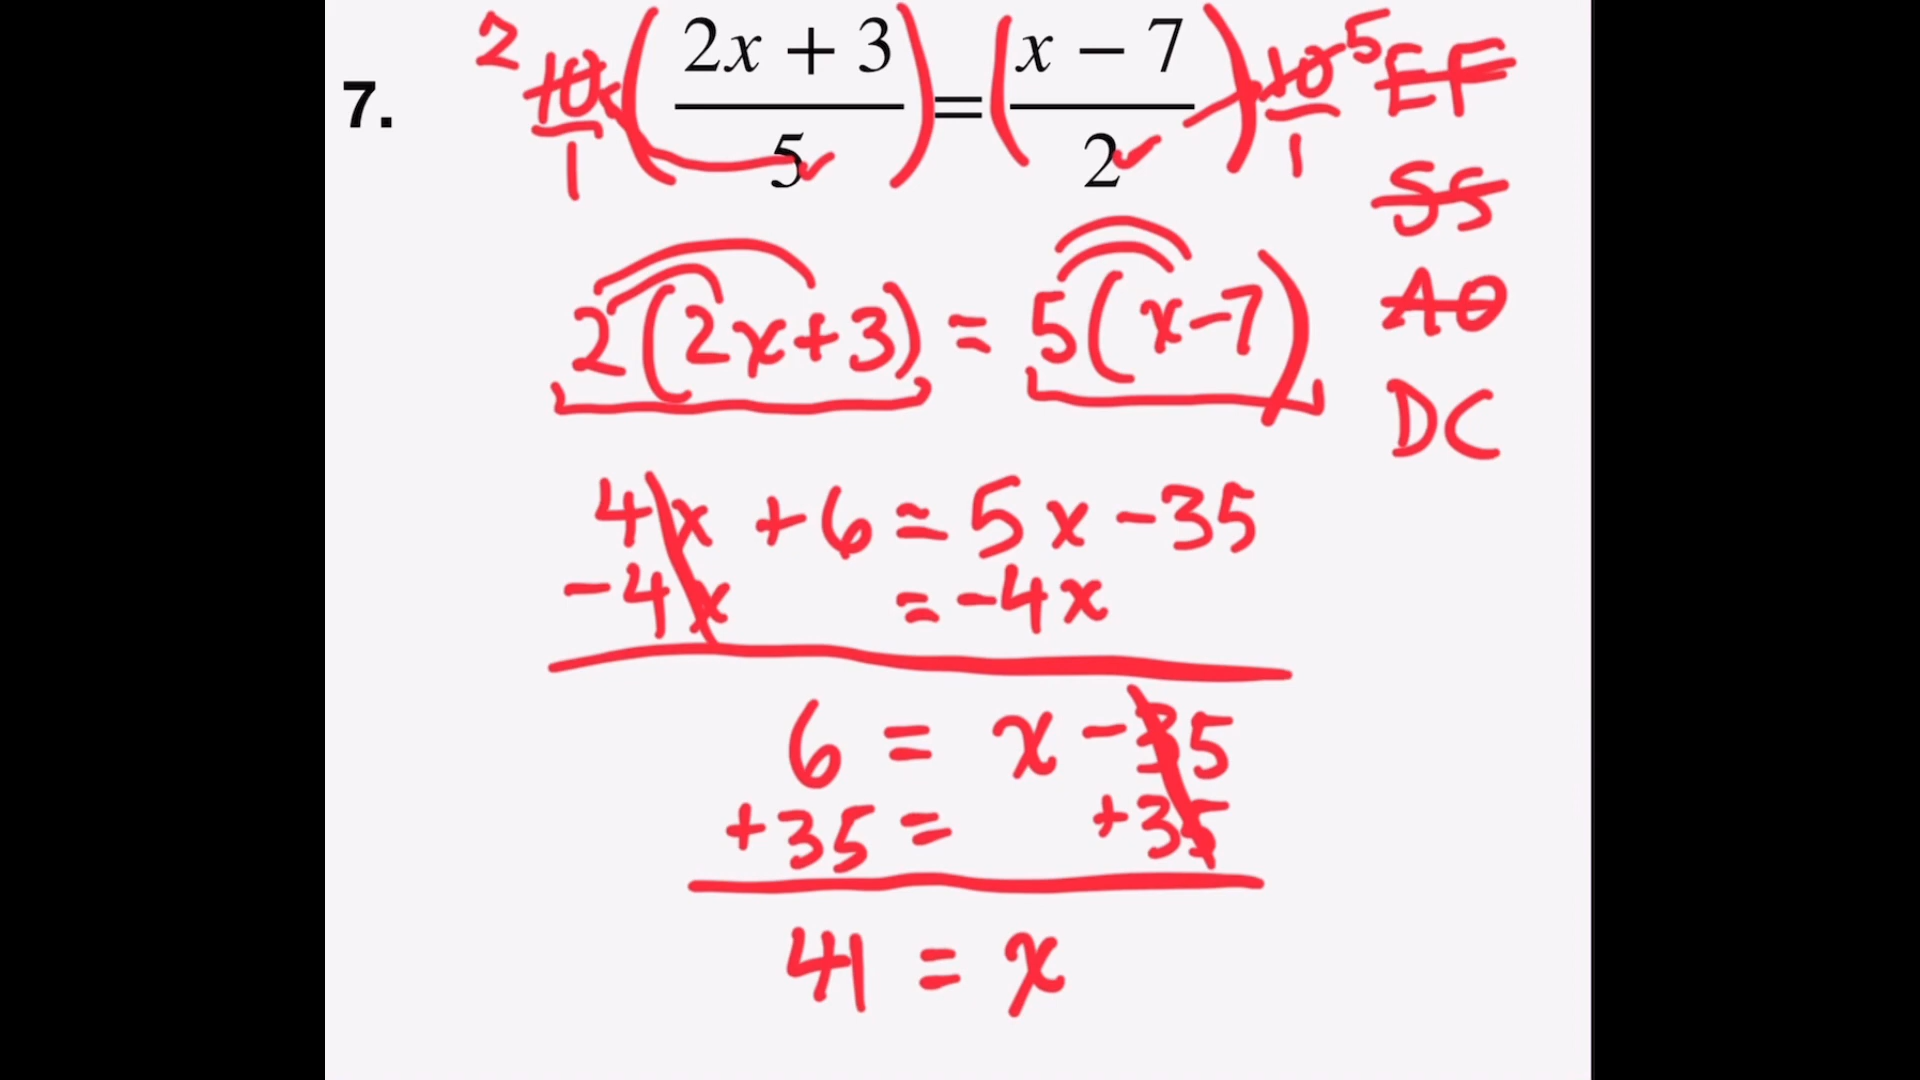 7. 2 10/1 ( (2x + 3)/5 ) = ( (x − 7)/2 ) 10/1 5 EF
SS
2(2x+3) = 5(x-7) AO
DC
4x + 6 = 5x - 35
- 4x = -4x
6 = x - 35
+35 = +35
41 = x